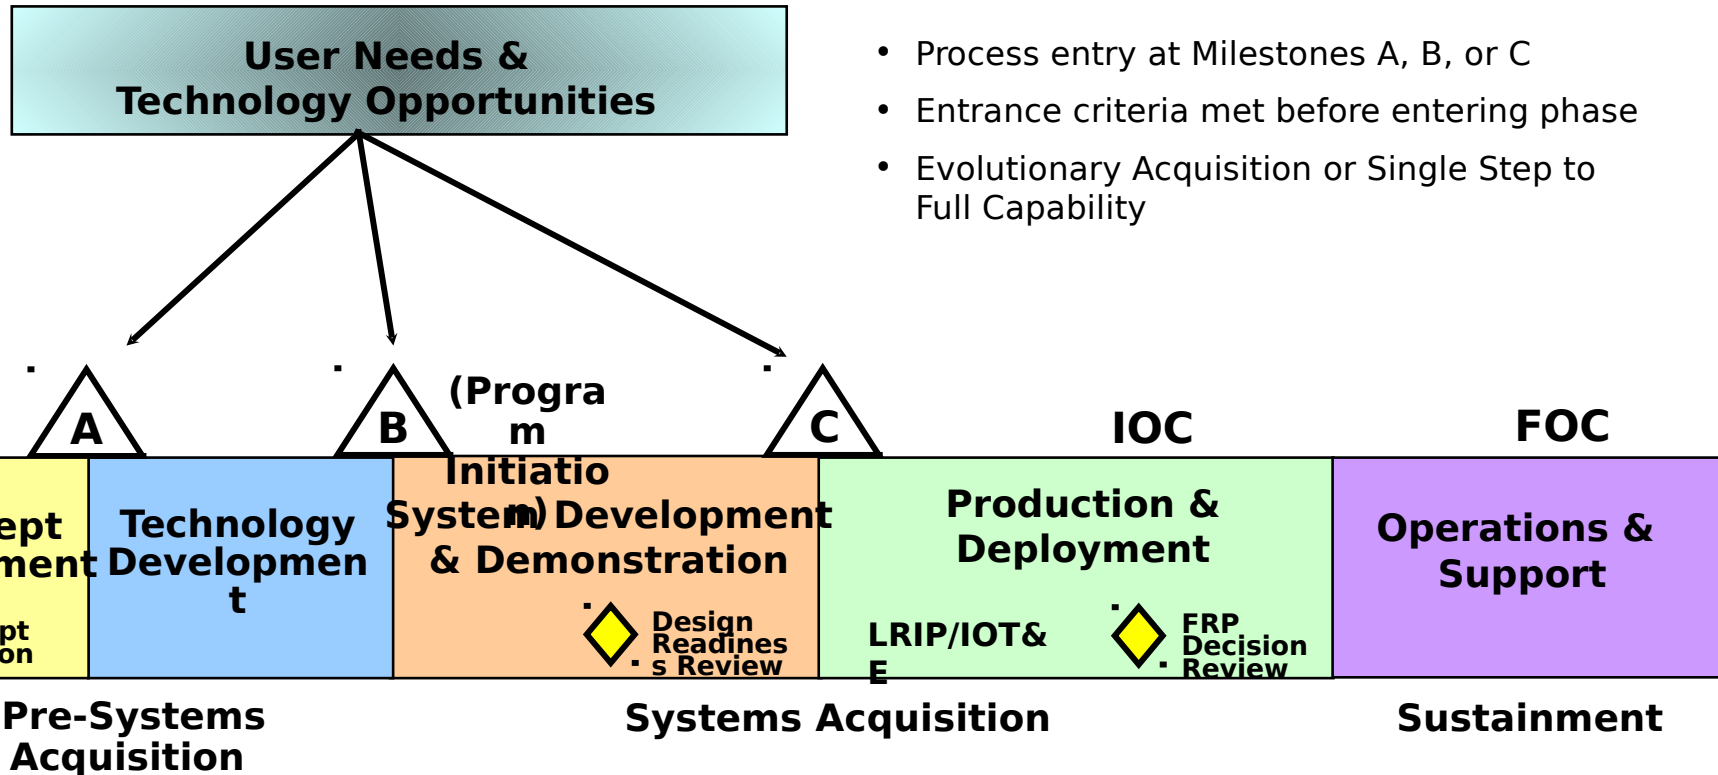 User Needs &
Technology Opportunities
• Process entry at Milestones A, B, or C
• Entrance criteria met before entering phase
• Evolutionary Acquisition or Single Step to
Full Capability
A
B
(Progra
m
Initiatio
n)
C
IOC
FOC
ept
ment
pt
on
Technology
Developmen
t
System Development
& Demonstration
Design
Readines
s Review
Production &
Deployment
LRIP/IOT&
E
FRP
Decision
Review
Operations &
Support
Pre-Systems
Acquisition
Systems Acquisition
Sustainment